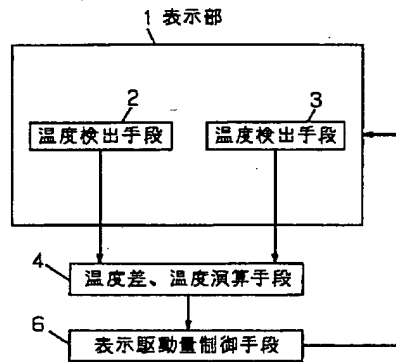 1 表示部
2
3
温度検出手段
温度検出手段
4
温度差、温度演算手段
6
表示駆動量制御手段